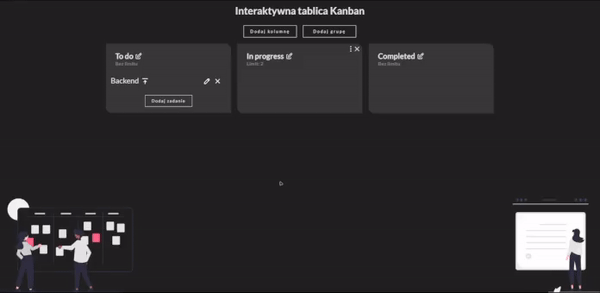 Interaktywna tablica Kanban
Dodaj kolumnę Dodaj grupę
To do
Bez limitu
In progress
Limit: 2
Completed
Bez limitu
Backend
Dodaj zadanie